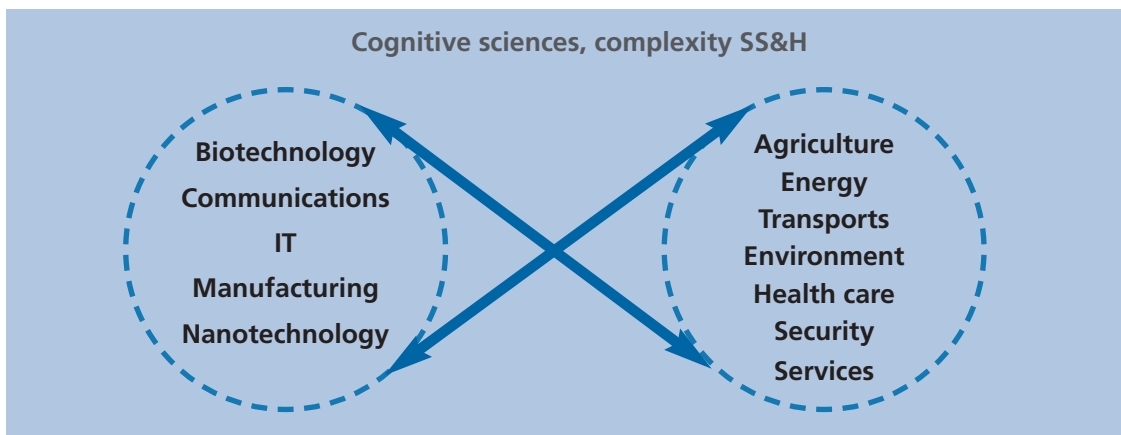 Cognitive sciences, complexity SS&H
Biotechnology
Communications
IT
Manufacturing
Nanotechnology
Agriculture
Energy
Transports
Environment
Health care
Security
Services